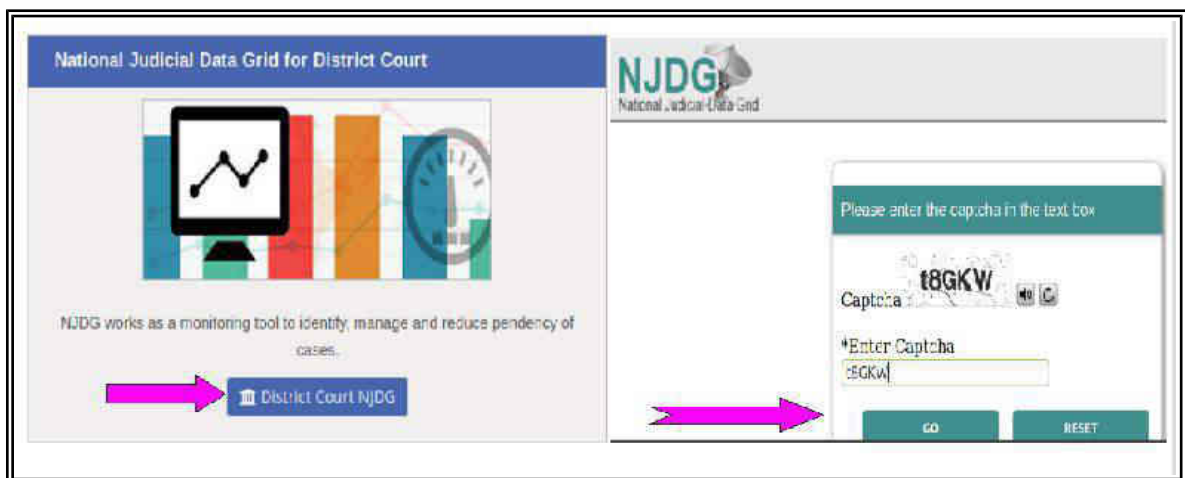 National Judicial Data Grid for District Court
NJDG works as a monitoring tool to identify, manage and reduce pendency of
cases.
District Court NJDG
NJDG
National Judicial Data Grid
Please enter the captcha in the text box
t8GKW
Captcha
*Enter Captcha
t8GKW
GO
RESET